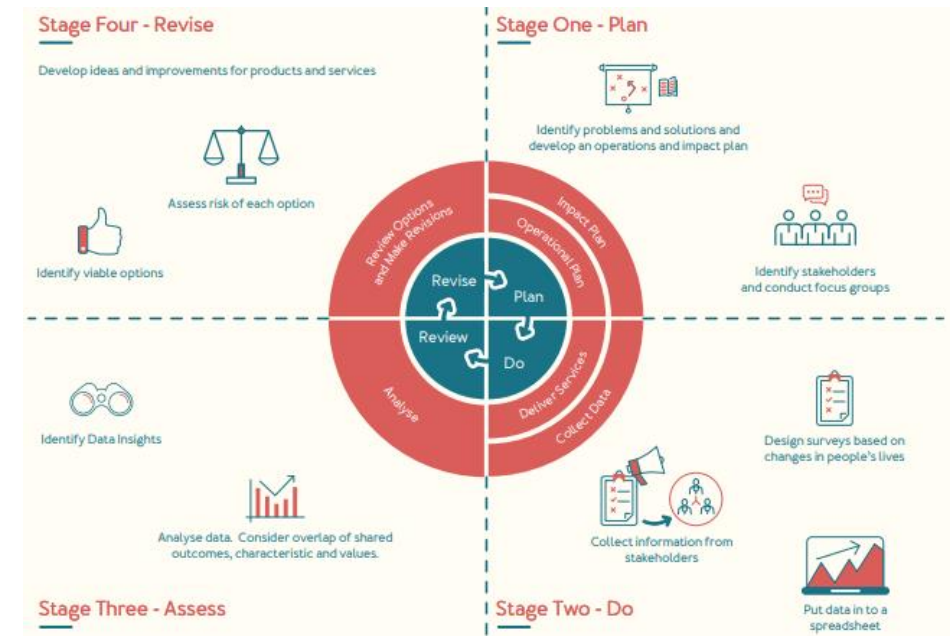 Stage Four - Revise
Develop ideas and improvements for products and services
Assess risk of each option
Identify viable options
Stage One - Plan
Identify problems and solutions and
develop an operations and impact plan
Identify stakeholders
and conduct focus groups
Review Options
and Make Revisions
Impact Plan
Operational Plan
Revise
Plan
Review
Do
Analyse
Deliver Services
Collect Data
Identify Data Insights
Analyse data. Consider overlap of shared
outcomes, characteristic and values.
Stage Three - Assess
Design surveys based on
changes in people's lives
Collect information from
stakeholders
Put data in to a
spreadsheet
Stage Two - Do